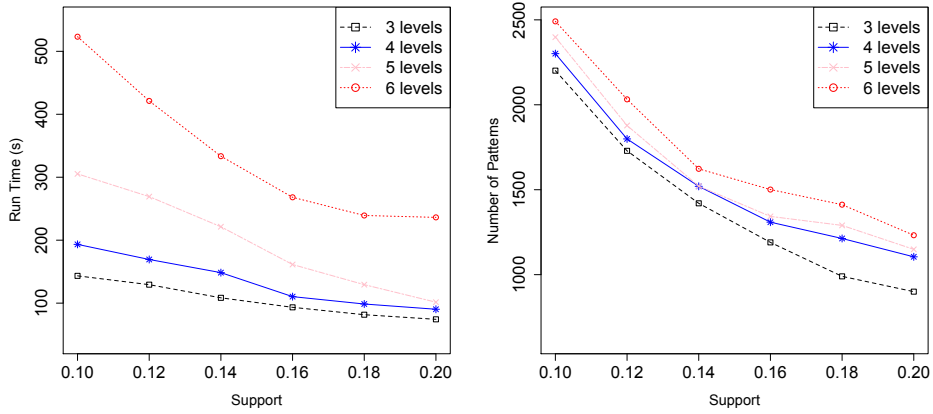 Run Time (s)
500
400
300
200
100
0.10 0.12 0.14 0.16 0.18 0.20
Support
3 levels
4 levels
5 levels
6 levels
Number of Patterns
2500
2000
1500
1000
0.10 0.12 0.14 0.16 0.18 0.20
Support
3 levels
4 levels
5 levels
6 levels